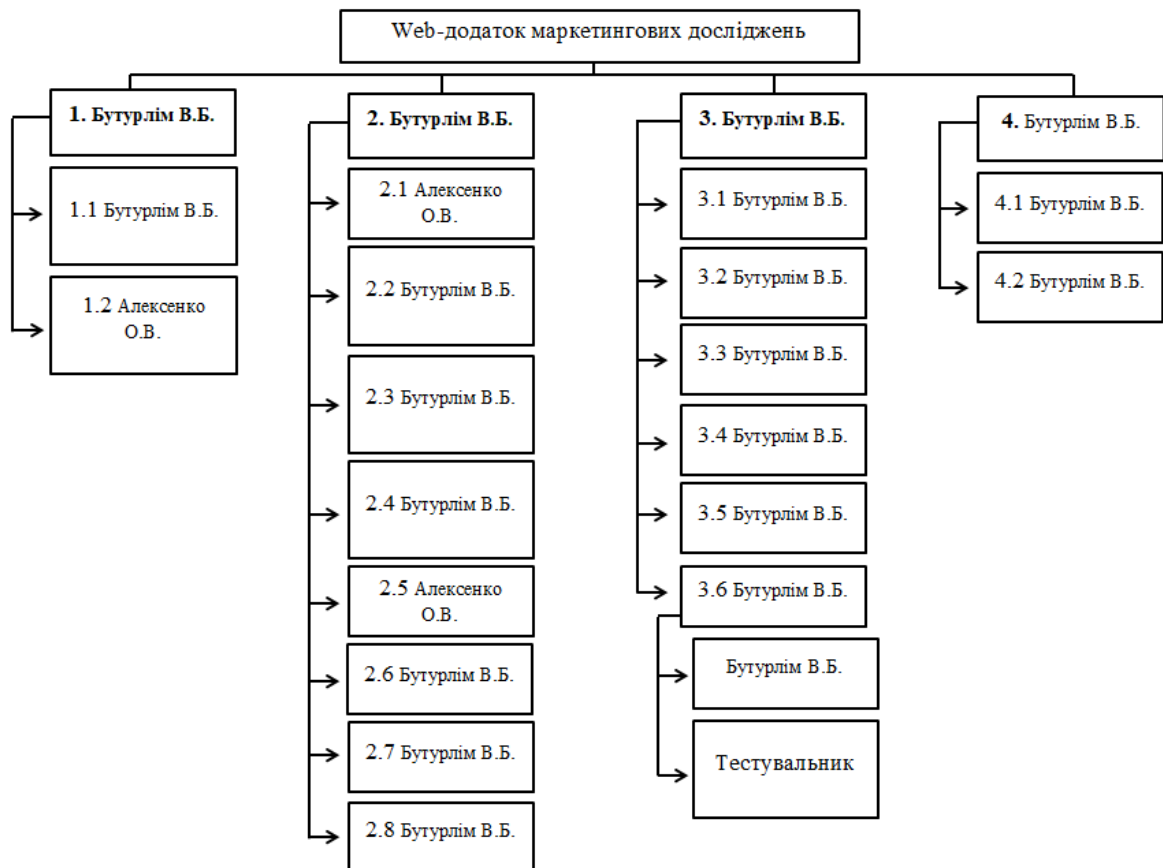 Web-додаток маркетингових досліджень
1. Бутурлім В.Б.
1.1 Бутурлім В.Б.
1.2 Алексенко
О.В.
2. Бутурлім В.Б.
2.1 Алексенко
О.В.
2.2 Бутурлім В.Б.
2.3 Бутурлім В.Б.
2.4 Бутурлім В.Б.
2.5 Алексенко
О.В.
2.6 Бутурлім В.Б.
2.7 Бутурлім В.Б.
2.8 Бутурлім В.Б.
3. Бутурлім В.Б.
3.1 Бутурлім В.Б.
3.2 Бутурлім В.Б.
3.3 Бутурлім В.Б.
3.4 Бутурлім В.Б.
3.5 Бутурлім В.Б.
3.6 Бутурлім В.Б.
Бутурлім В.Б.
Тестувальник
4. Бутурлім В.Б.
4.1 Бутурлім В.Б.
4.2 Бутурлім В.Б.